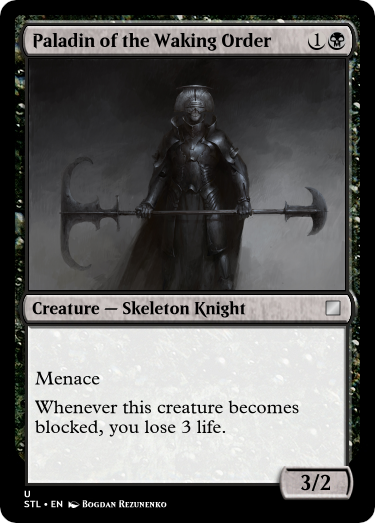 Paladin of the Waking Order 1
Creature — Skeleton Knight
Menace
Whenever this creature becomes
blocked, you lose 3 life.
3/2
U
STL • EN Bogdan Rezunenko